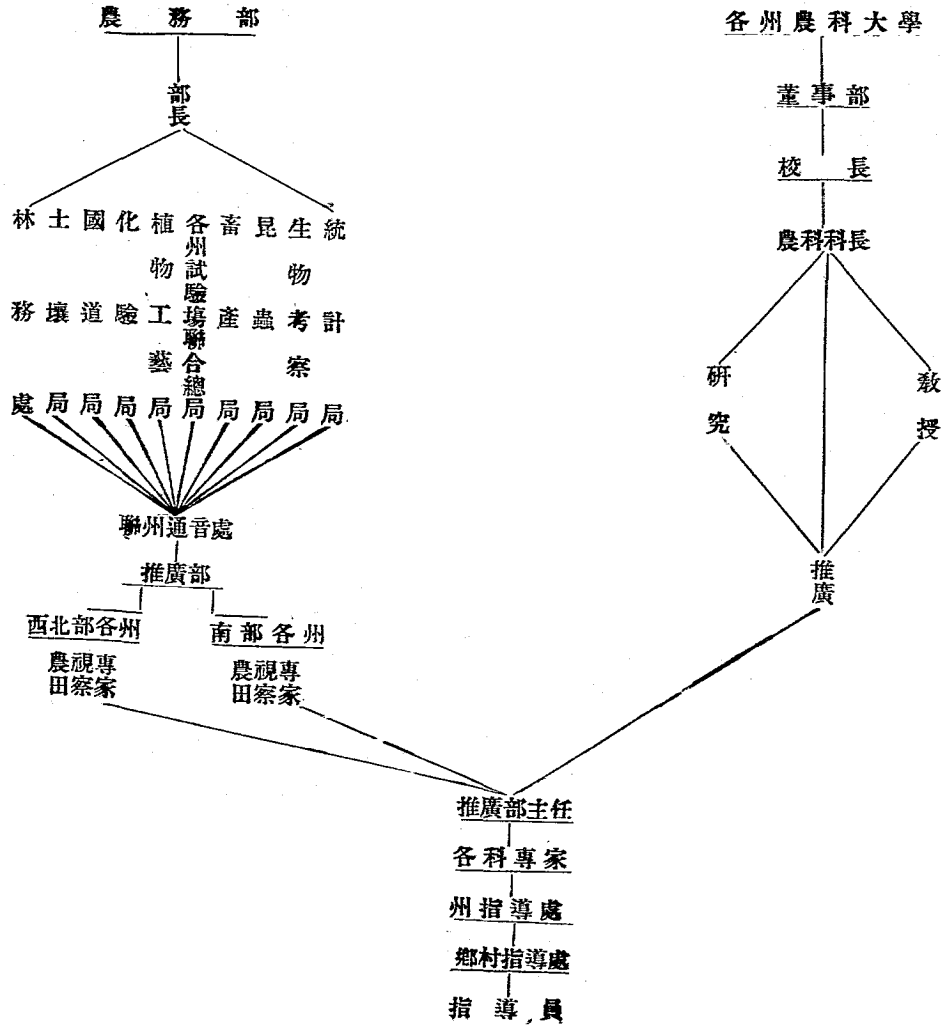 農務部
部長
林務處
土壤局
國道局
化驗局
植物工藝局
各州試驗場聯合總局
畜產局
昆蟲局
生物考察局
統計局
聯州通音處
推廣部
西北部各州
農視專
田察家
南部各州
農視專
田察家
各州農科大學
董事部
校長
農科科長
研究
教授
推廣
推廣部主任
各科專家
州指導處
鄉村指導處
指導員